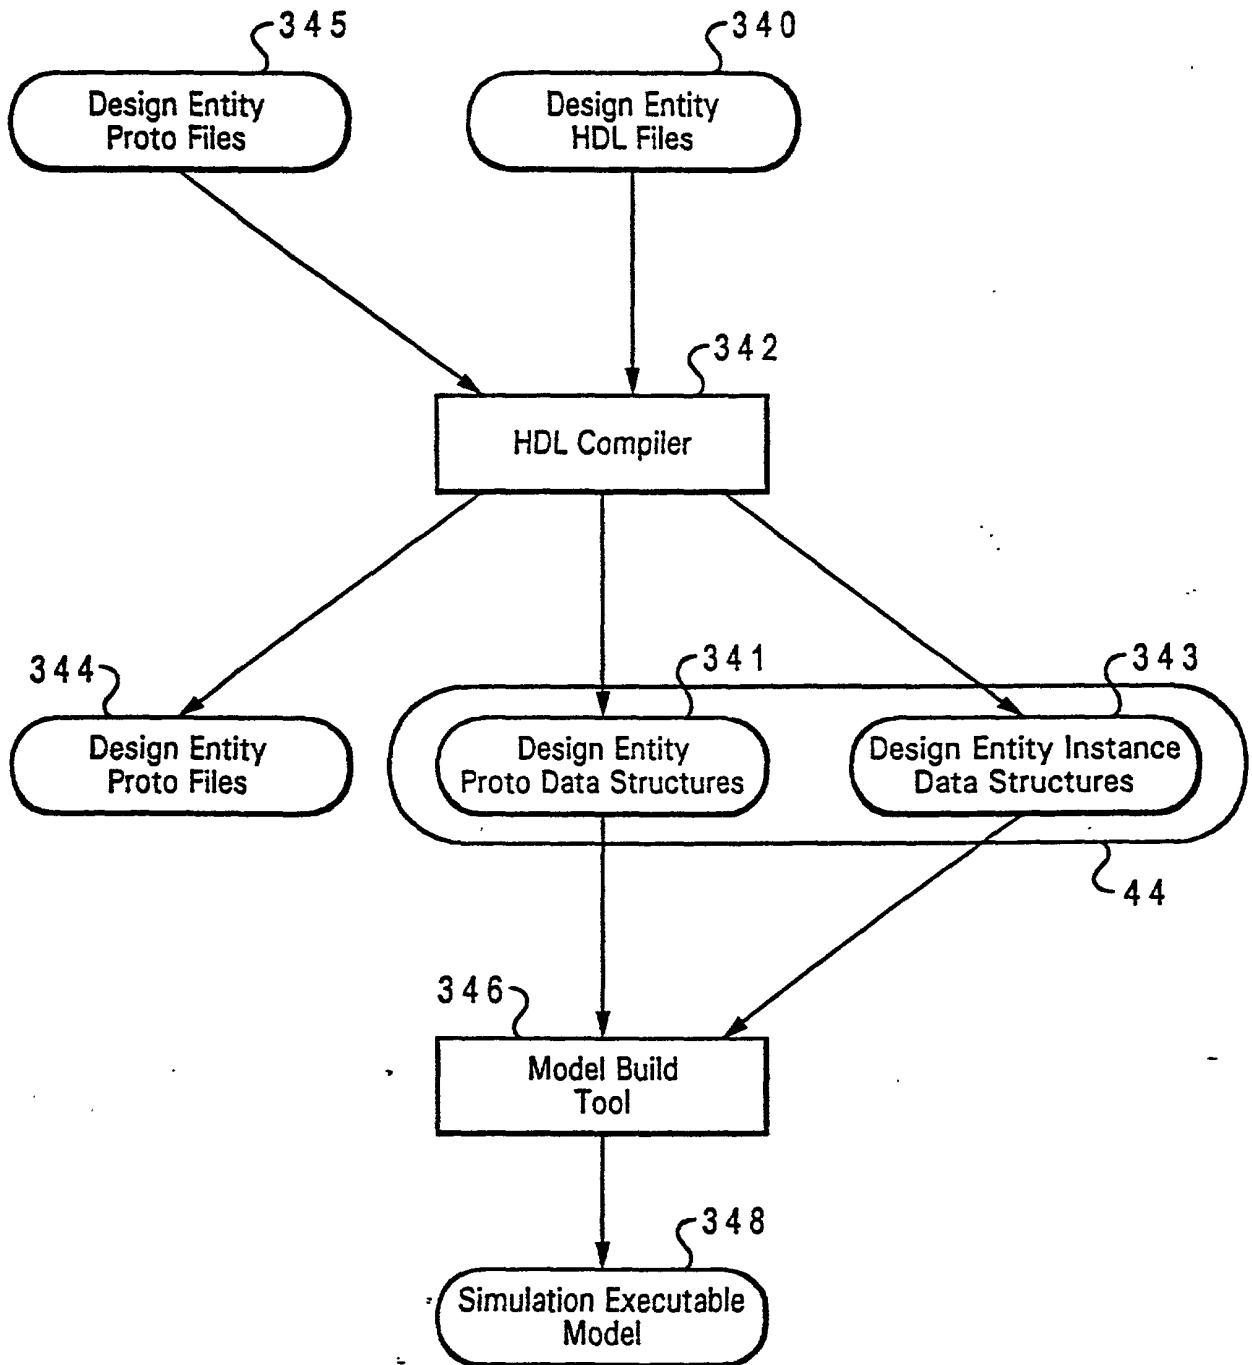 345
340
Design Entity
Proto Files
Design Entity
HDL Files
342
HDL Compiler
344
341
343
Design Entity
Proto Files
Design Entity
Proto Data Structures
Design Entity Instance
Data Structures
44
346
Model Build
Tool
348
Simulation Executable
Model